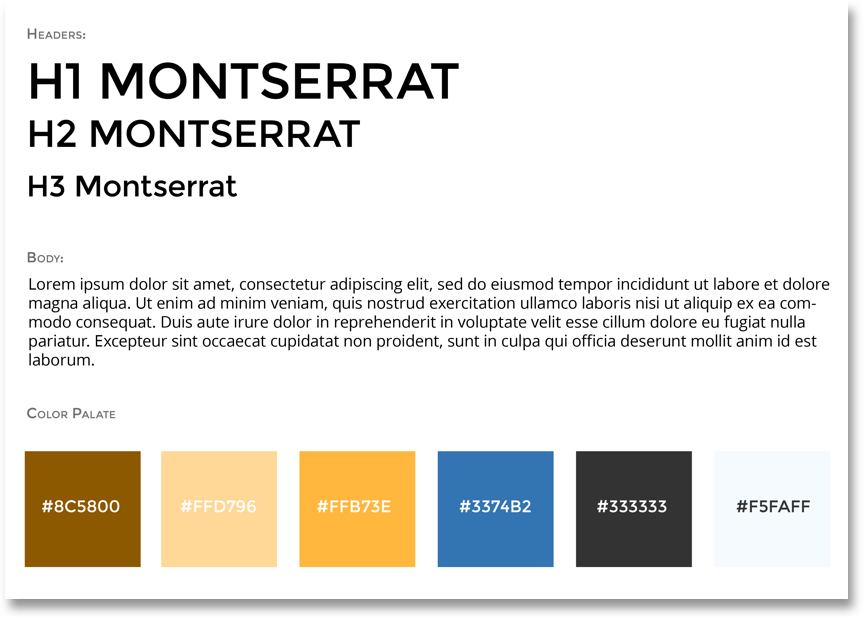 Headers:
H1 MONTSERRAT
H2 MONTSERRAT
H3 Montserrat
Body:
Lorem ipsum dolor sit amet, consectetur adipiscing elit, sed do eiusmod tempor incididunt ut labore et dolore
magna aliqua. Ut enim ad minim veniam, quis nostrud exercitation ullamco laboris nisi ut aliquip ex ea com-
modo consequat. Duis aute irure dolor in reprehenderit in voluptate velit esse cillum dolore eu fugiat nulla
pariatur. Excepteur sint occaecat cupidatat non proident, sunt in culpa qui officia deserunt mollit anim id est
laborum.
Color Palate
#8C5800 #FFD796 #FFB73E #3374B2 #333333 #F5FAFF